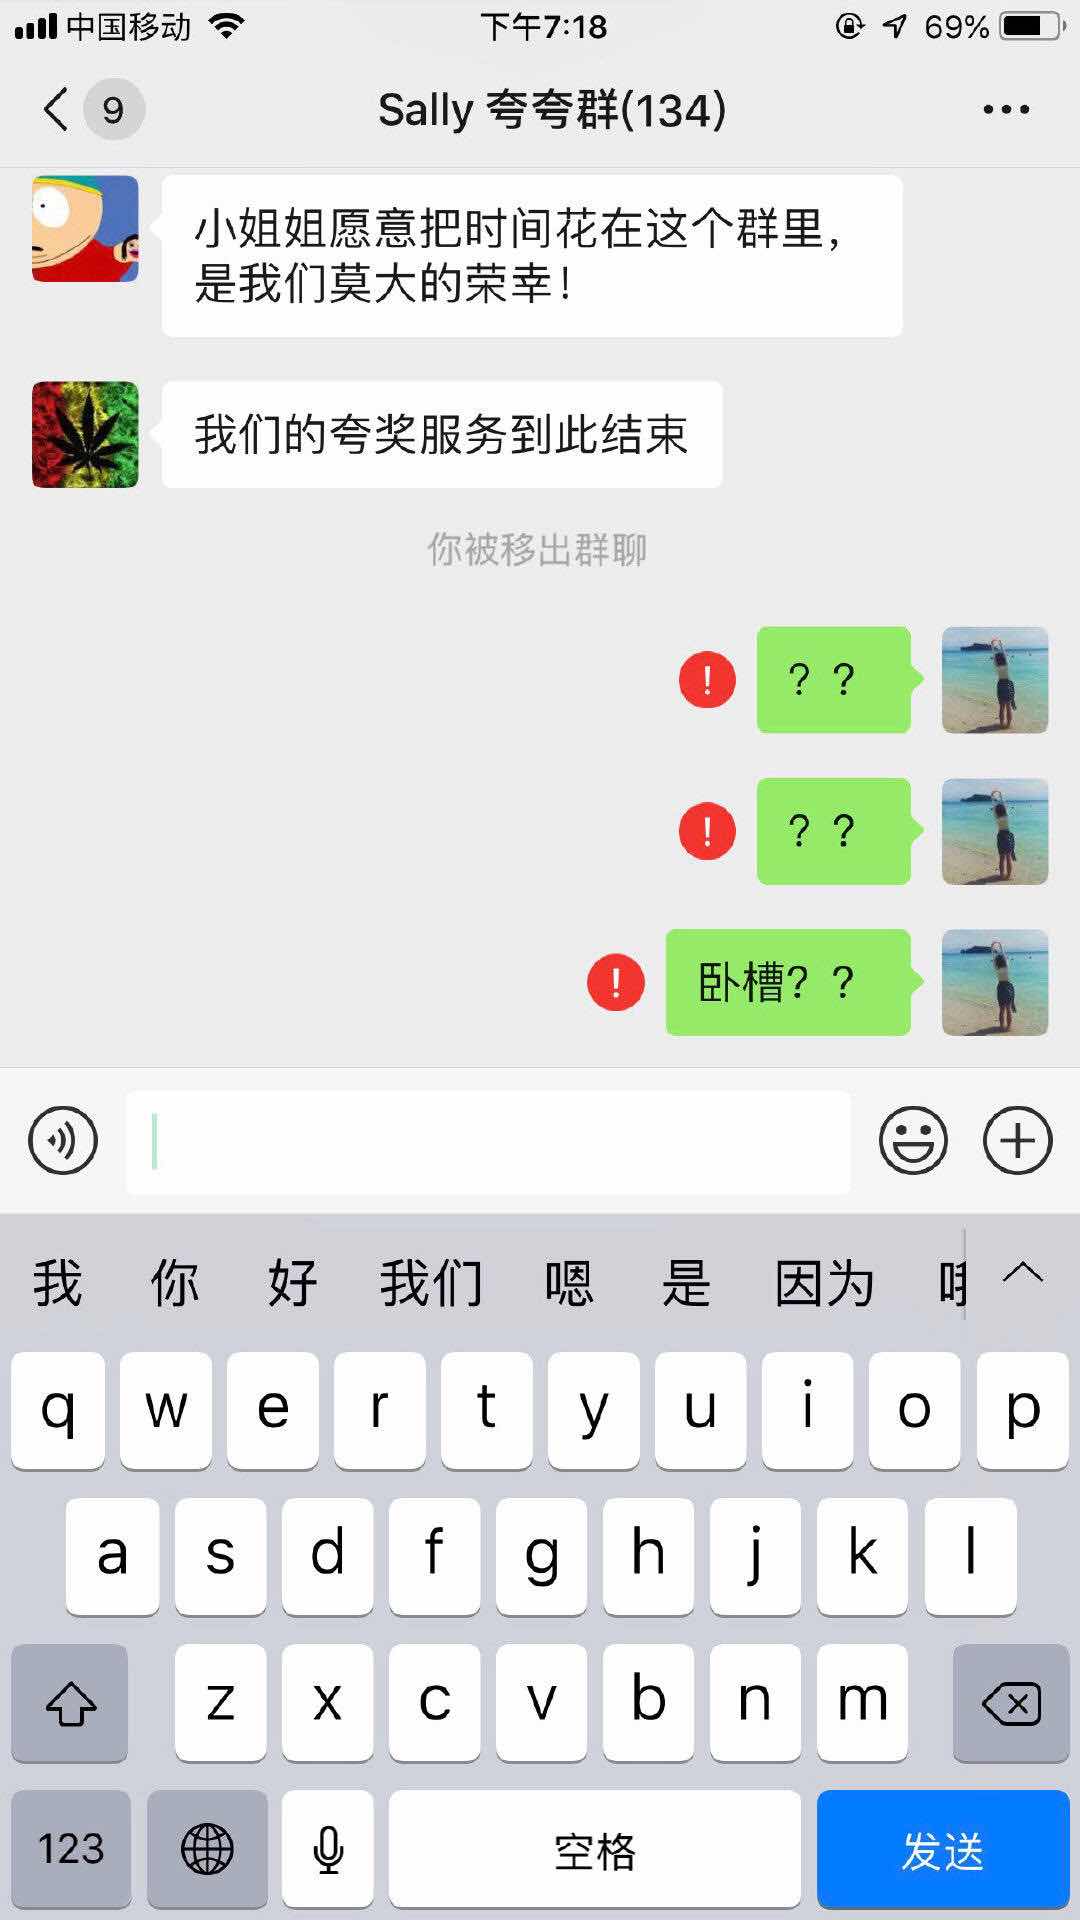 中国移动 下午7:18 69%
9 Sally 夸夸群(134)
小姐姐愿意把时间花在这个群里，
是我们莫大的荣幸！
我们的夸奖服务到此结束
你被移出群聊
！ ？？
！ ？？
！ 卧槽？？
我 你 好 我们 嗯 是 因为
q w e r t y u i o p
a s d f g h j k l
z x c v b n m
123 空格 发送